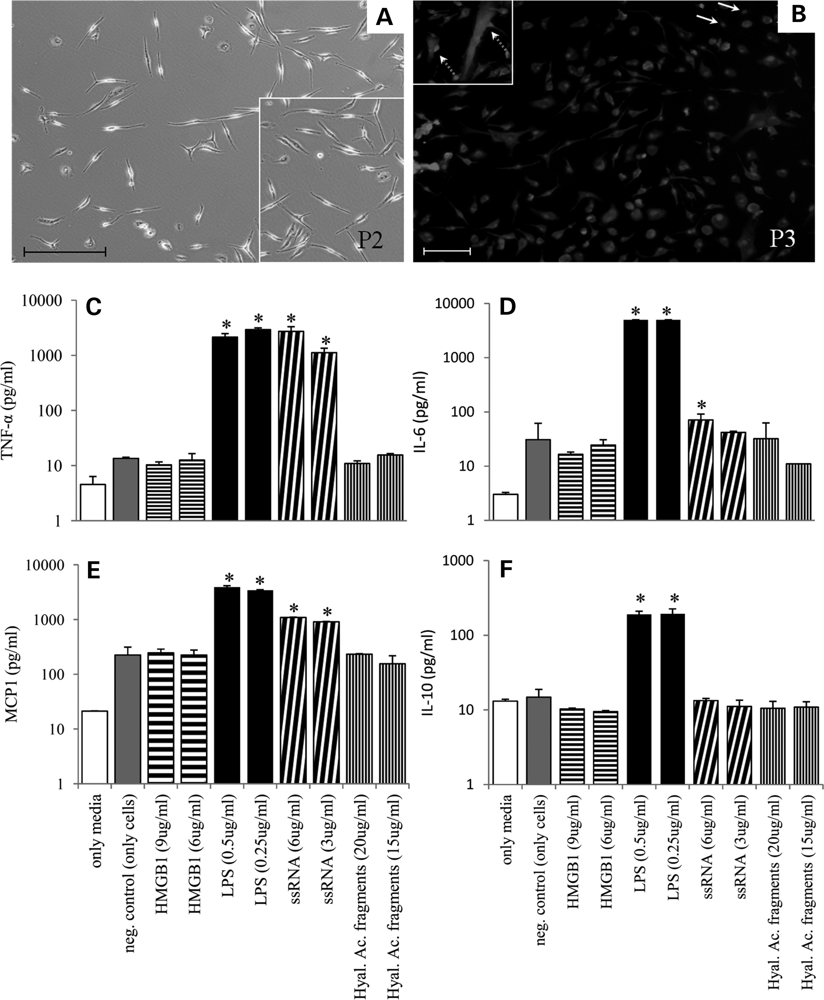 A
B
P2
P3
C
10000
1000
100
10
1
TNF-α (pg/ml)
* * * *
D
10000
1000
100
10
1
IL-6 (pg/ml)
* * *
E
10000
1000
100
10
1
MCP1 (pg/ml)
* * * *
only media
neg. control (only cells)
HMGB1 (9ug/ml)
HMGB1 (6ug/ml)
LPS (0.5ug/ml)
LPS (0.25ug/ml)
ssRNA (6ug/ml)
ssRNA (3ug/ml)
Hyal. Ac. fragments (20ug/ml)
Hyal. Ac. fragments (15ug/ml)
F
1000
100
10
1
IL-10 (pg/ml)
* *
only media
neg. control (only cells)
HMGB1 (9ug/ml)
HMGB1 (6ug/ml)
LPS (0.5ug/ml)
LPS (0.25ug/ml)
ssRNA (6ug/ml)
ssRNA (3ug/ml)
Hyal. Ac. fragments (20ug/ml)
Hyal. Ac. fragments (15ug/ml)